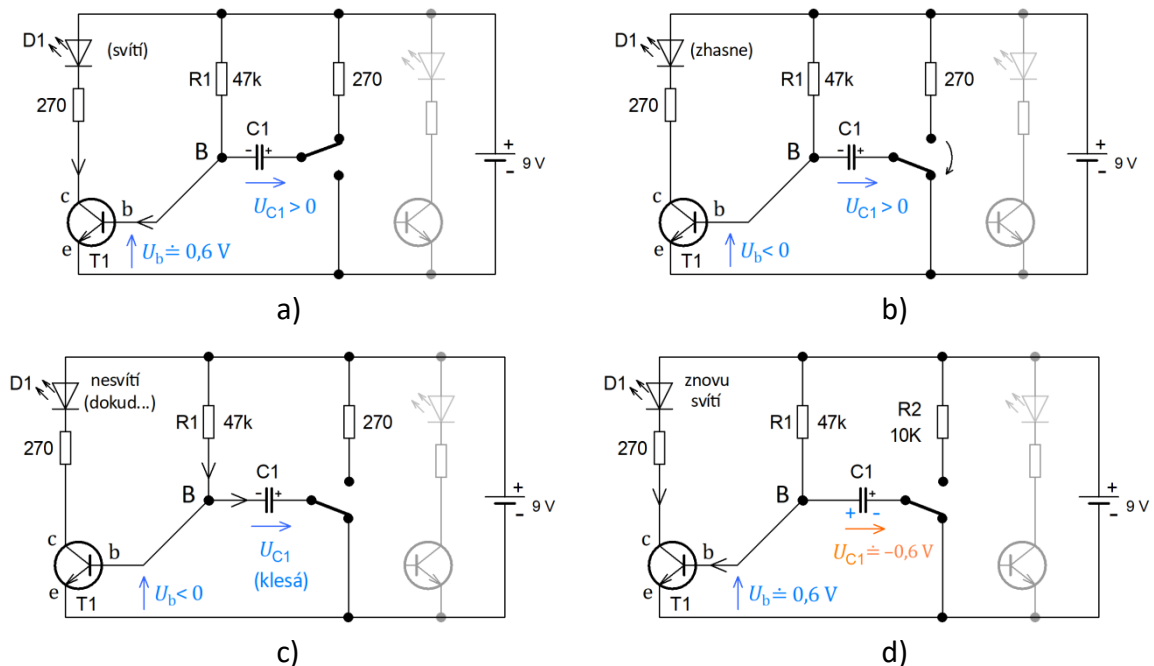 D1
(svítí)
270
R1
47k
270
C1
B
-
+
U_C1 > 0
c
b
e
T1
U_b ≐ 0,6 V
+
-
9 V
a)
D1
(zhasne)
270
R1
47k
270
C1
B
-
+
U_C1 > 0
c
b
e
T1
U_b < 0
+
-
9 V
b)
D1
nesvítí
(dokud...)
270
R1
47k
270
C1
B
-
+
U_C1
(klesá)
c
b
e
T1
U_b < 0
+
-
9 V
c)
D1
znovu
svítí
270
R1
47k
R2
10K
C1
B
+
+
-
U_C1 ≐ -0,6 V
c
b
e
T1
U_b ≐ 0,6 V
+
-
9 V
d)